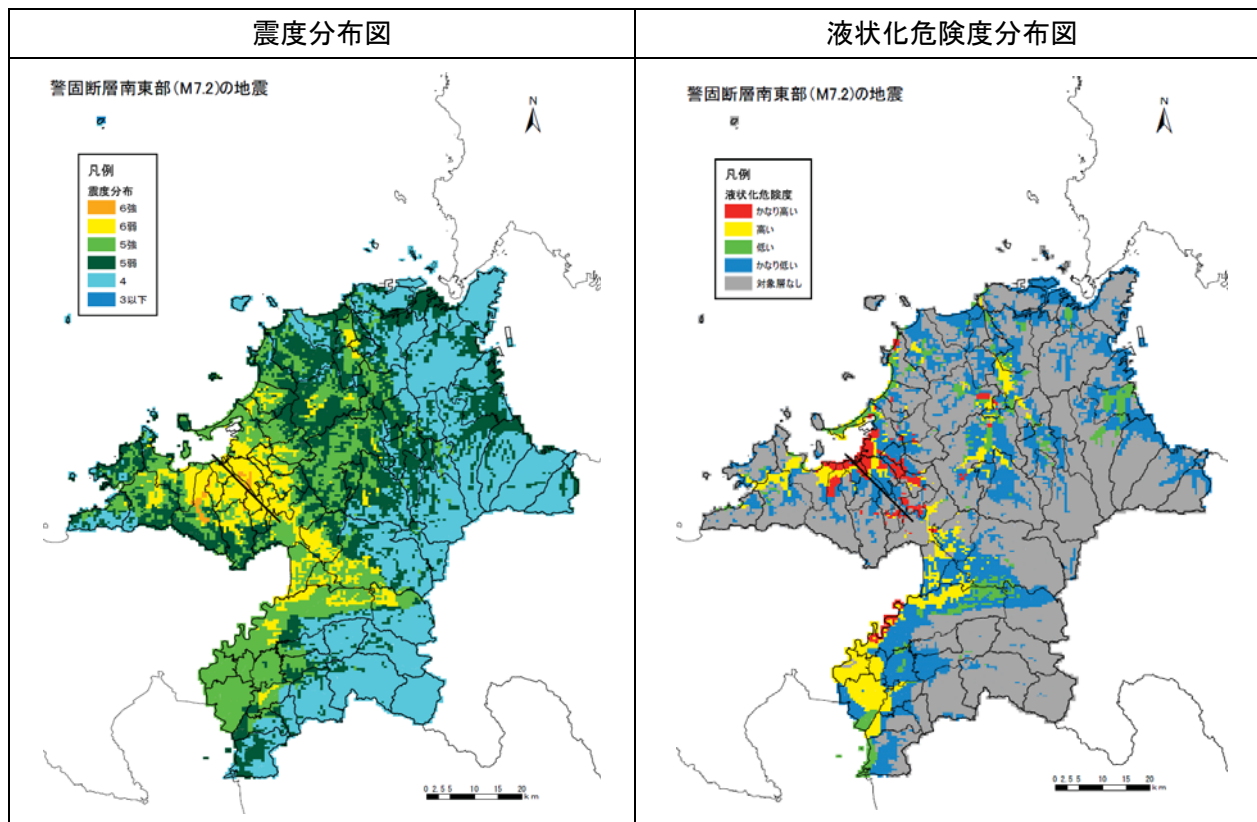 震度分布図
液状化危険度分布図
警固断層南東部(M7.2)の地震
N
凡例
震度分布
6強
6弱
5強
5弱
4
3以下
0 2.5 5 10 15 20
km
警固断層南東部(M7.2)の地震
N
凡例
液状化危険度
かなり高い
高い
低い
かなり低い
対象層なし
0 2.5 5 10 15 20
km